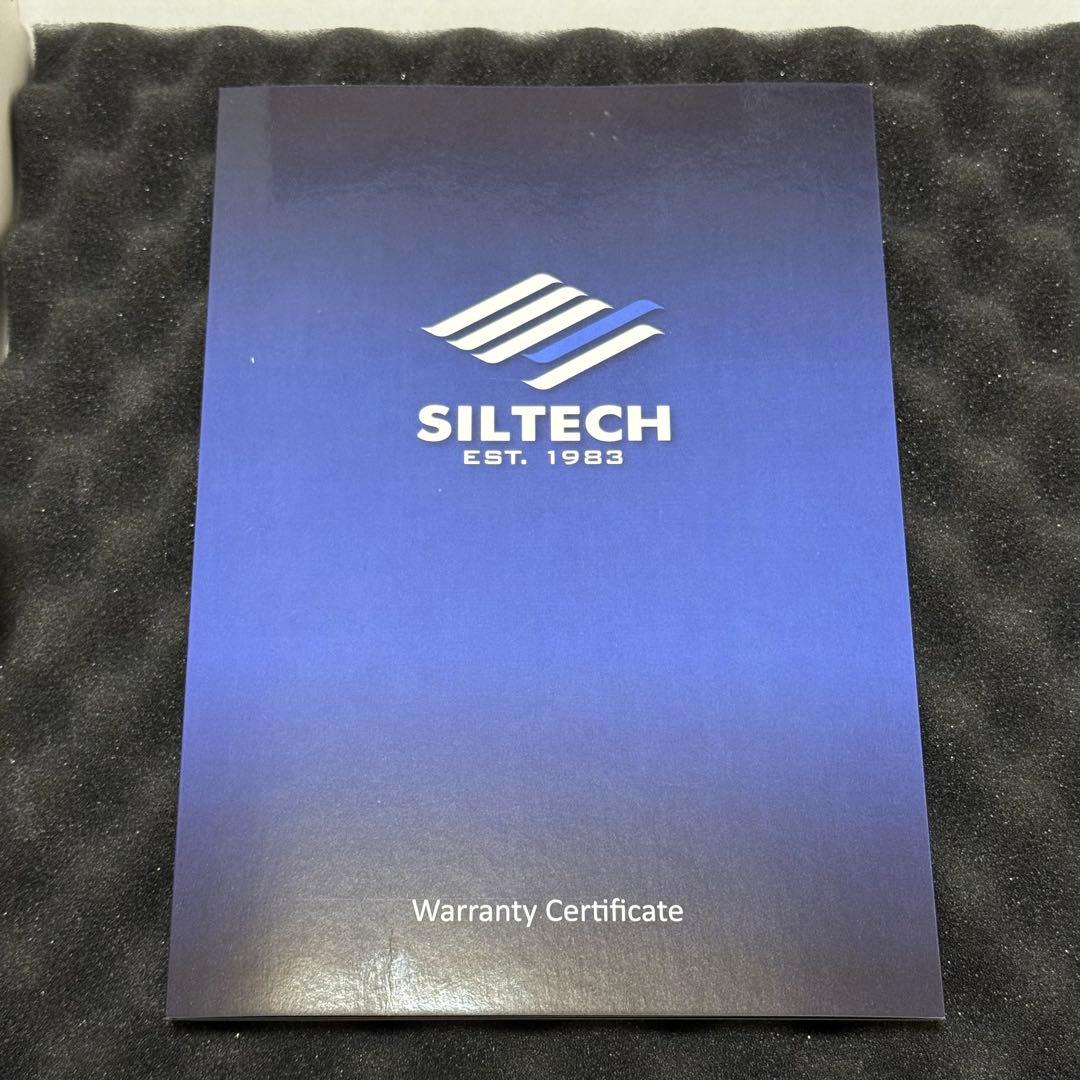 SILTECH
EST. 1983
Warranty Certificate